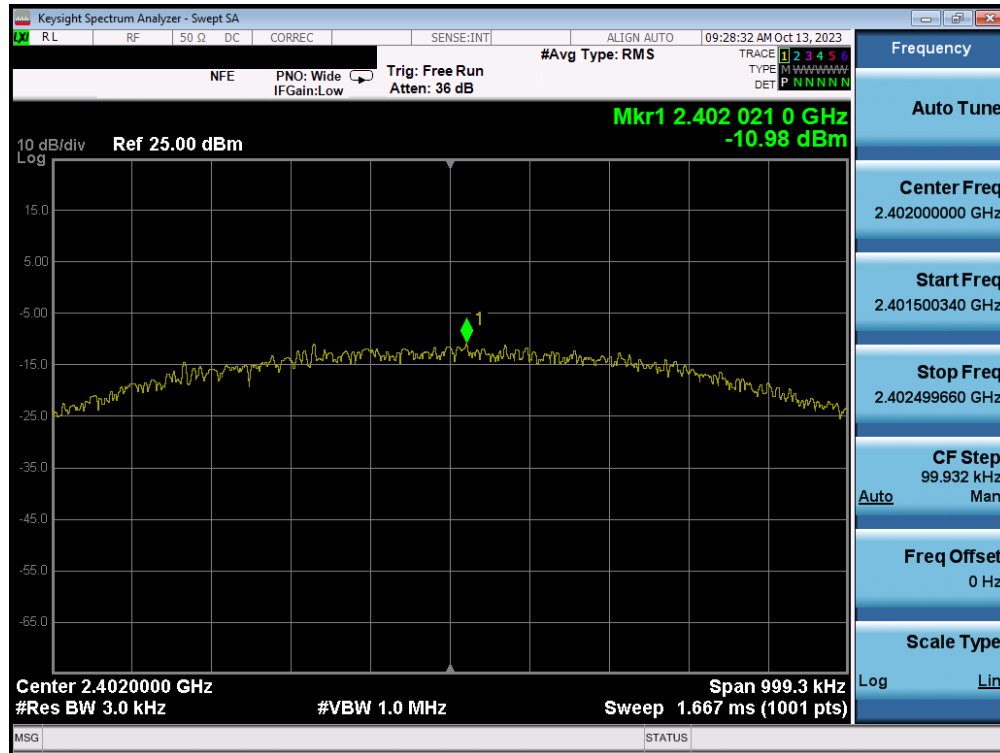 Keysight Spectrum Analyzer - Swept SA
LXI RL RF 50 Ω DC CORREC SENSE:INT ALIGN AUTO 09:28:32 AM Oct 13, 2023
#Avg Type: RMS TRACE 1 2 3 4 5 6
NFE PNO: Wide Trig: Free Run TYPE M WWWWW
IFGain:Low Atten: 36 dB DET P N N N N N
Mkr1 2.402 021 0 GHz
10 dB/div Ref 25.00 dBm -10.98 dBm
Log
15.0
5.00
-5.00
1
-15.0
-25.0
-35.0
-45.0
-55.0
-65.0
Center 2.4020000 GHz Span 999.3 kHz
#Res BW 3.0 kHz #VBW 1.0 MHz Sweep 1.667 ms (1001 pts)
MSG STATUS
Frequency
Auto Tune
Center Freq
2.402000000 GHz
Start Freq
2.401500340 GHz
Stop Freq
2.402499660 GHz
CF Step
99.932 kHz
Auto Man
Freq Offset
0 Hz
Scale Type
Log Lin